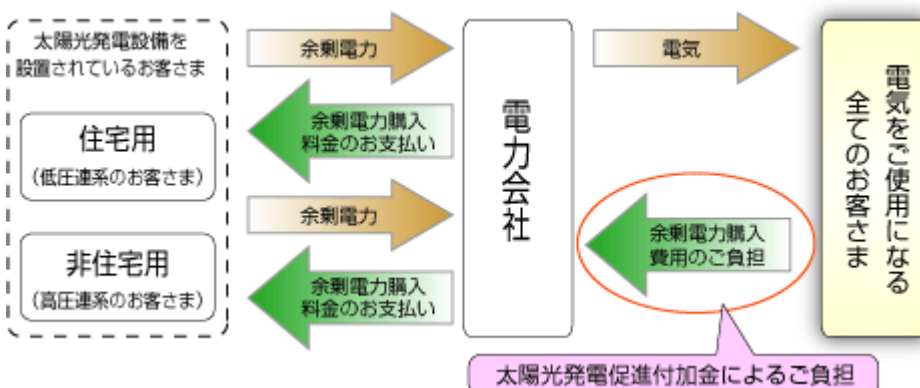 太陽光発電設備を
設置されているお客さま
住宅用
(低圧連系のお客さま)
非住宅用
(高圧連系のお客さま)
余剰電力
余剰電力購入
料金のお支払い
余剰電力
余剰電力購入
料金のお支払い
電力会社
電気
余剰電力購入
費用のご負担
電気をご使用になる
全てのお客さま
太陽光発電促進付加金によるご負担